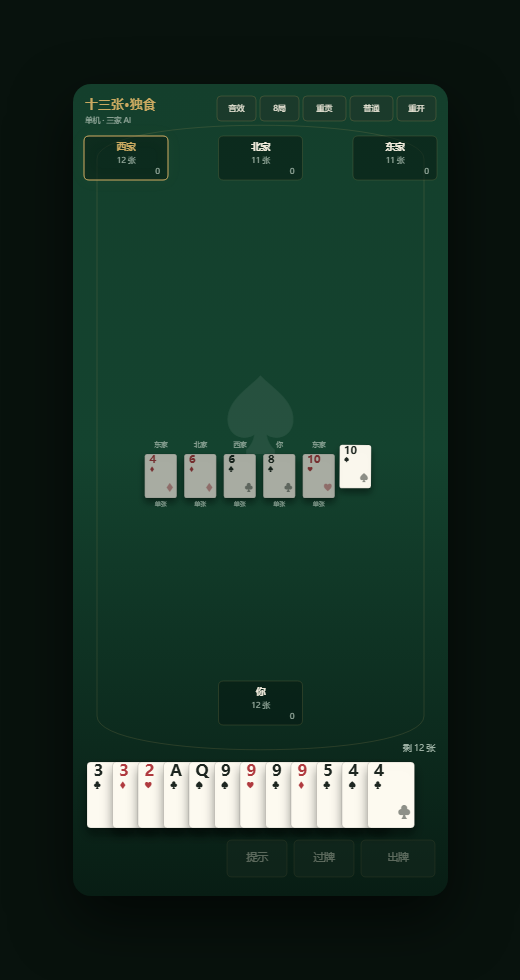 十三张•独食
单机 · 三家 AI
音效 8局 重贡 普通 重开
西家 北家 东家
12 张 11 张 11 张
0 0 0
东家 北家 西家 你 东家
4 6 6 8 10 10
单张 单张 单张 单张 单张
你
12 张
0
剩 12 张
3 3 2 A Q 9 9 9 9 5 4 4
提示 过牌 出牌